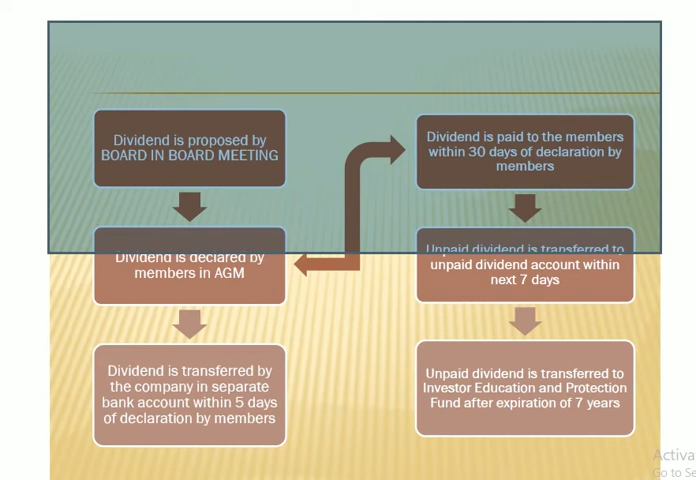 Dividend is proposed by
BOARD IN BOARD MEETING
Dividend is declared by
members in AGM
Dividend is transferred by
the company in separate
bank account within 5 days
of declaration by members
Dividend is paid to the members
within 30 days of declaration by
members
Unpaid dividend is transferred to
unpaid dividend account within
next 7 days
Unpaid dividend is transferred to
Investor Education and Protection
Fund after expiration of 7 years
Activa
Go to Se